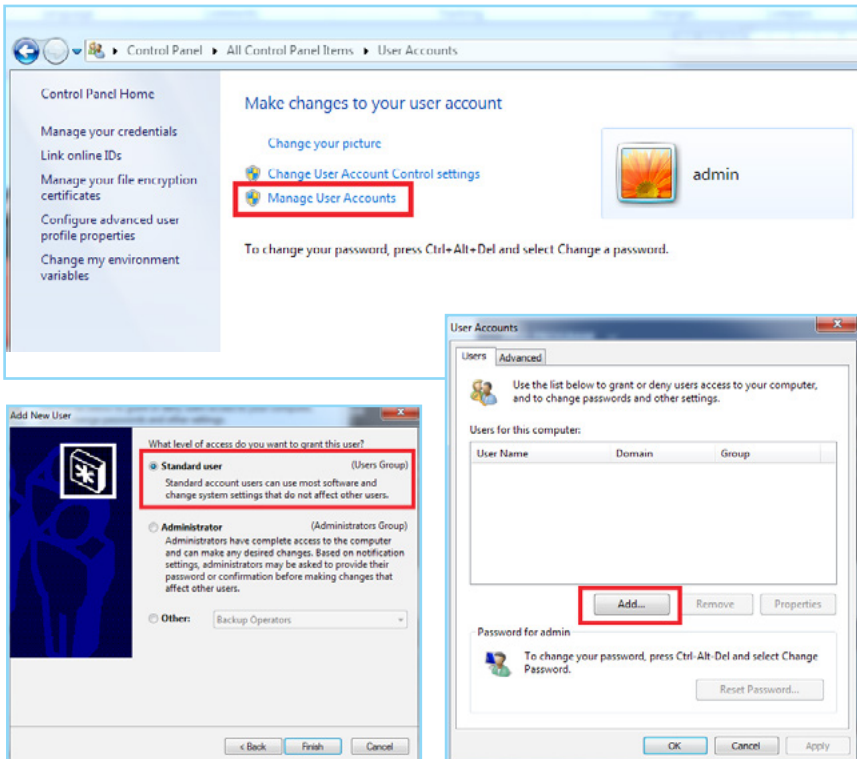 Control Panel ▸ All Control Panel Items ▸ User Accounts
Control Panel Home
Manage your credentials
Link online IDs
Manage your file encryption
certificates
Configure advanced user
profile properties
Change my environment
variables
Make changes to your user account
Change your picture
Change User Account Control settings
Manage User Accounts
admin
To change your password, press Ctrl+Alt+Del and select Change a password.
Add New User
What level of access do you want to grant this user?
Standard user (Users Group)
Standard account users can use most software and
change system settings that do not affect other users.
Administrator (Administrators Group)
Administrators have complete access to the computer
and can make any desired changes. Based on notification
settings, administrators may be asked to provide their
password or confirmation before making changes that
affect other users.
Other: Backup Operators
< Back Finish Cancel
User Accounts
Users Advanced
Use the list below to grant or deny users access to your computer,
and to change passwords and other settings.
Users for this computer:
User Name Domain Group
Add... Remove Properties
Password for admin
To change your password, press Ctrl-Alt-Del and select Change
Password.
Reset Password...
OK Cancel Apply